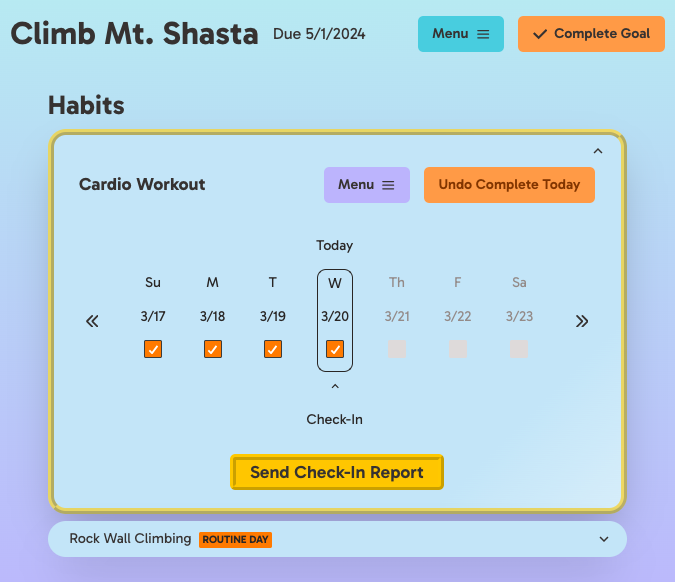 Climb Mt. Shasta Due 5/1/2024 Menu Complete Goal
Habits
Cardio Workout Menu Undo Complete Today
Today
Su M T W Th F Sa
3/17 3/18 3/19 3/20 3/21 3/22 3/23
Check-In
Send Check-In Report
Rock Wall Climbing ROUTINE DAY